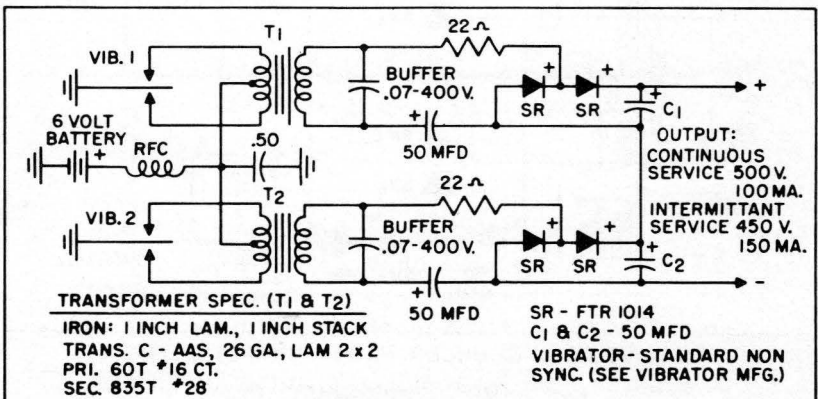 T1
22 Ω
VIB. 1
BUFFER
.07-400 V.
+ +
SR SR
+
+ C1
50 MFD
6 VOLT
BATTERY
+
RFC
.50
OUTPUT:
CONTINUOUS
SERVICE 500 V.
100 MA.
INTERMITTANT
SERVICE 450 V.
150 MA.
T2
22 Ω
VIB. 2
BUFFER
.07-400 V.
+ +
SR SR
+
C2
+
50 MFD
-
TRANSFORMER SPEC. (T1 & T2)
IRON: 1 INCH LAM., 1 INCH STACK
TRANS. C - AAS, 26 GA., LAM 2 x 2
PRI. 60T #16 CT.
SEC. 835T #28
SR - FTR 1014
C1 & C2 - 50 MFD
VIBRATOR - STANDARD NON
SYNC. (SEE VIBRATOR MFG.)